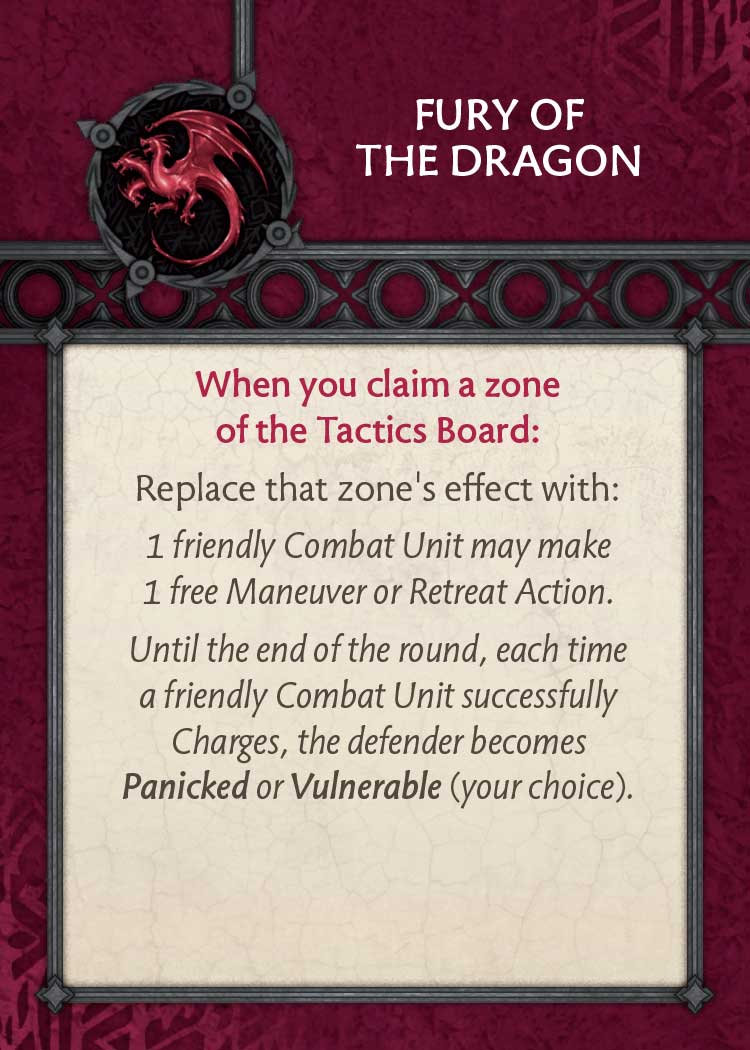 FURY OF
THE DRAGON
When you claim a zone
of the Tactics Board:
Replace that zone's effect with:
1 friendly Combat Unit may make
1 free Maneuver or Retreat Action.
Until the end of the round, each time
a friendly Combat Unit successfully
Charges, the defender becomes
Panicked or Vulnerable (your choice).